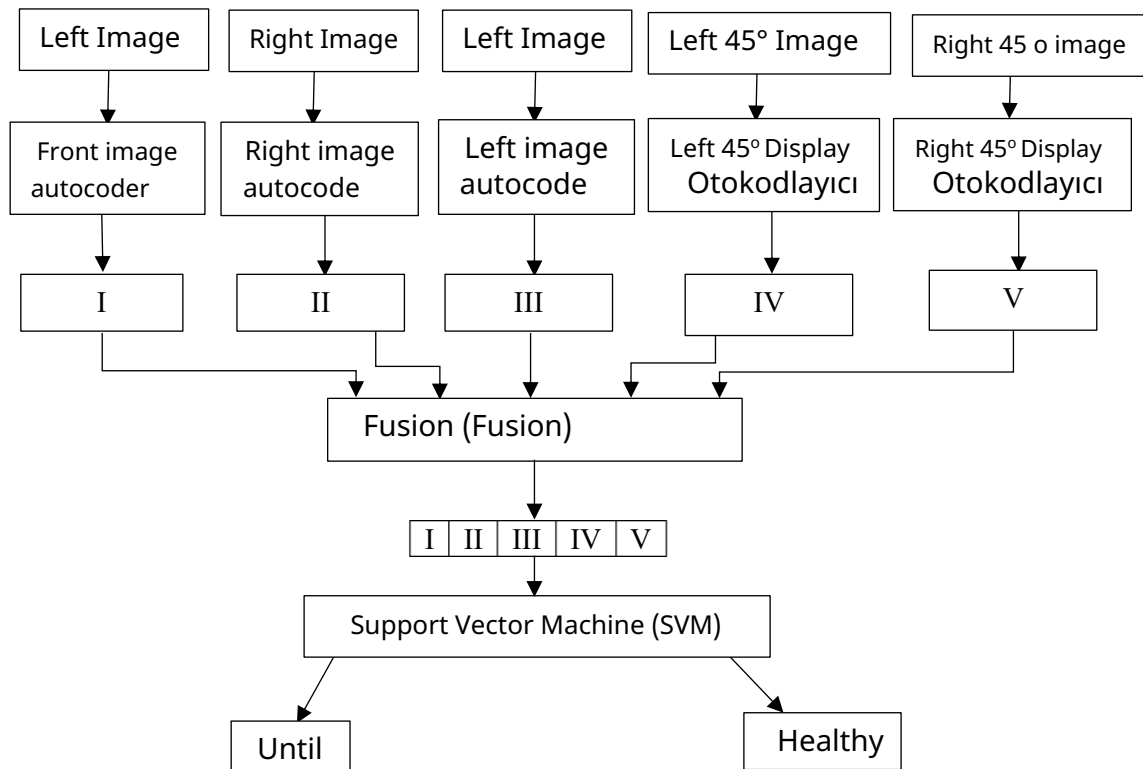 Left Image
Right Image
Left Image
Left 45° Image
Right 45 o image
Front image
autocoder
Right image
autocode
Left image
autocode
Left 45º Display
Otokodlayıcı
Right 45º Display
Otokodlayıcı
I
II
III
IV
V
Fusion (Fusion)
I II III IV V
Support Vector Machine (SVM)
Until
Healthy